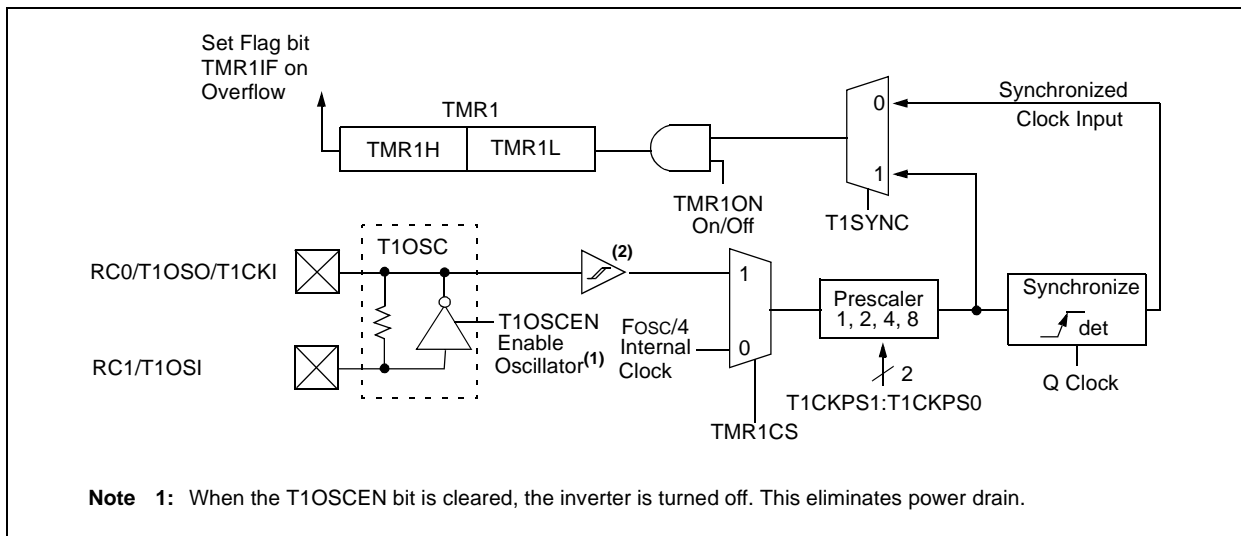 Set Flag bit
TMR1IF on
Overflow
TMR1
TMR1H
TMR1L
TMR1ON
On/Off
0
1
T1SYNC
Synchronized
Clock Input
T1OSC
(2)
RC0/T1OSO/T1CKI
RC1/T1OSI
T1OSCEN
Enable
Oscillator(1)
FOSC/4
Internal
Clock
1
0
TMR1CS
Prescaler
1, 2, 4, 8
2
T1CKPS1:T1CKPS0
Synchronize
det
Q Clock
Note 1: When the T1OSCEN bit is cleared, the inverter is turned off. This eliminates power drain.